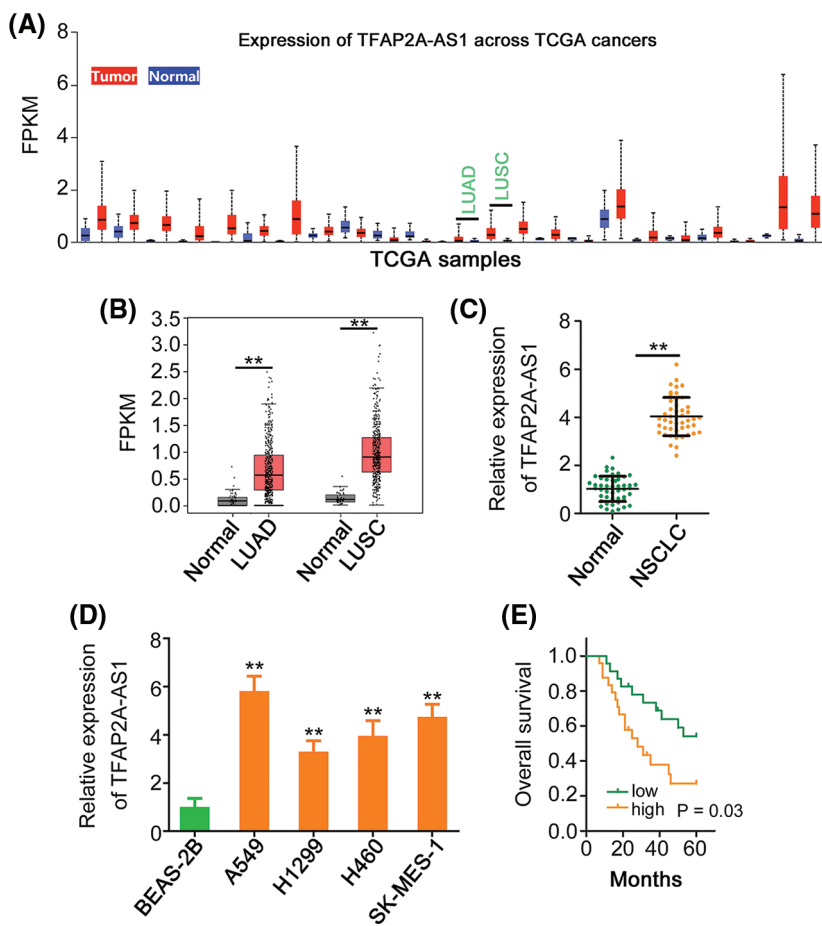 (A)
Expression of TFAP2A-AS1 across TCGA cancers
Tumor Normal
FPKM
8
6
4
2
0
LUAD
LUSC
TCGA samples
(B)
FPKM
3.5
3.0
2.5
2.0
1.5
1.0
0.5
0.0
**
**
Normal
LUAD
Normal
LUSC
(C)
Relative expression
of TFAP2A-AS1
8
6
4
2
0
**
Normal
NSCLC
(D)
Relative expression
of TFAP2A-AS1
8
6
4
2
0
**
**
**
**
BEAS-2B
A549
H1299
H460
SK-MES-1
(E)
Overall survival
1.0
0.8
0.6
0.4
0.2
0.0
low
high P = 0.03
0 20 40 60
Months